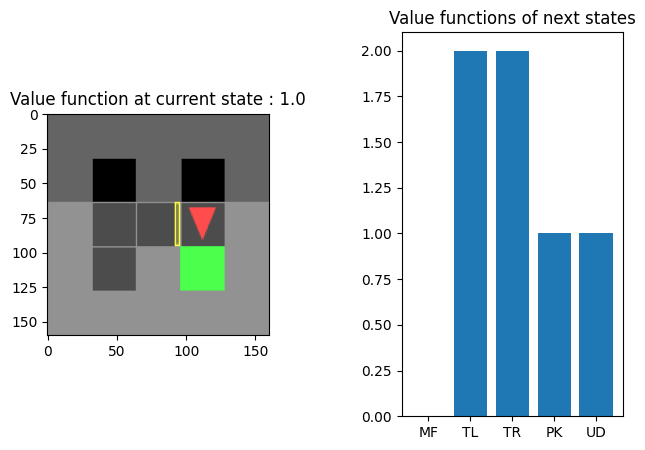 Value functions of next states
Value function at current state : 1.0
0
25
50
75
100
125
150
0
50
100
150
2.00
1.75
1.50
1.25
1.00
0.75
0.50
0.25
0.00
MF
TL
TR
PK
UD